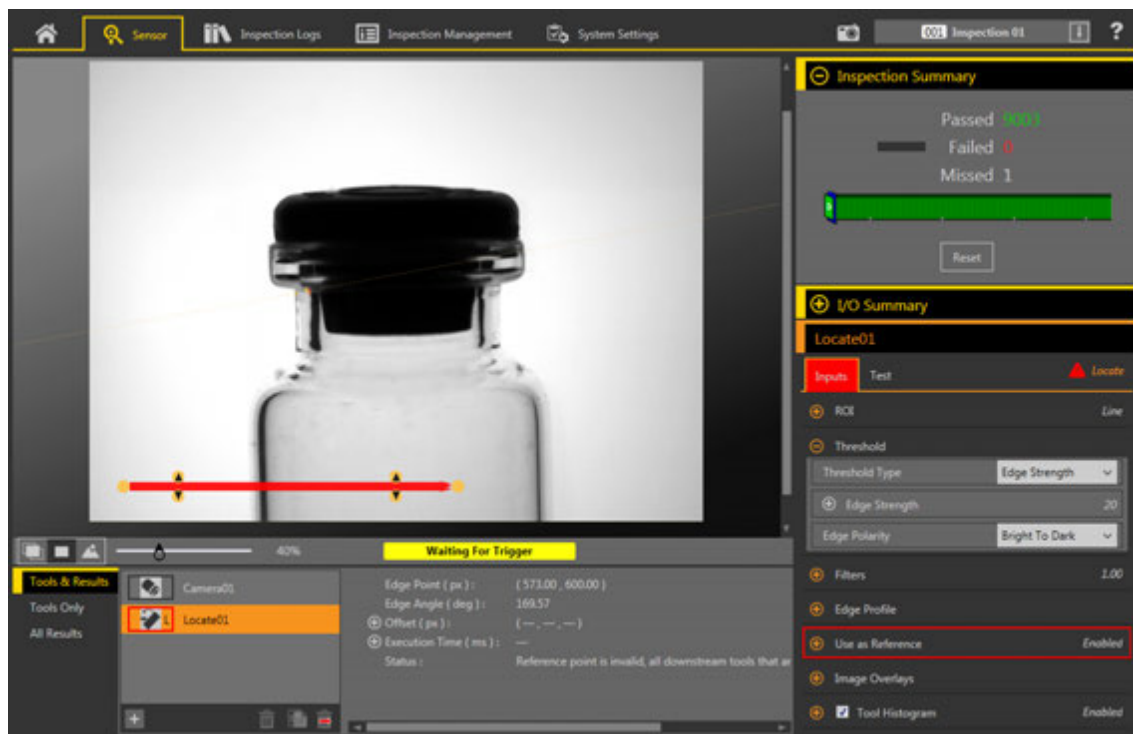 Sensor
Inspection Logs
Inspection Management
System Settings
001 Inspection 01
?
Inspection Summary
Passed 9003
Failed 0
Missed 1
Reset
I/O Summary
Locate01
Inputs Test Locate
ROI Line
Threshold
Threshold Type Edge Strength
Edge Strength 20
Edge Polarity Bright To Dark
Filters 1.00
Edge Profile
Use as Reference Enabled
Image Overlays
Tool Histogram Enabled
40%
Waiting For Trigger
Tools & Results
Tools Only
All Results
Camera01
L Locate01
Edge Point ( px ) : ( 573.00 , 600.00 )
Edge Angle ( deg ) : 169.57
Offset ( px ) : ( --- , --- , --- )
Execution Time ( ms ) : ---
Status : Reference point is invalid, all downstream tools that ar